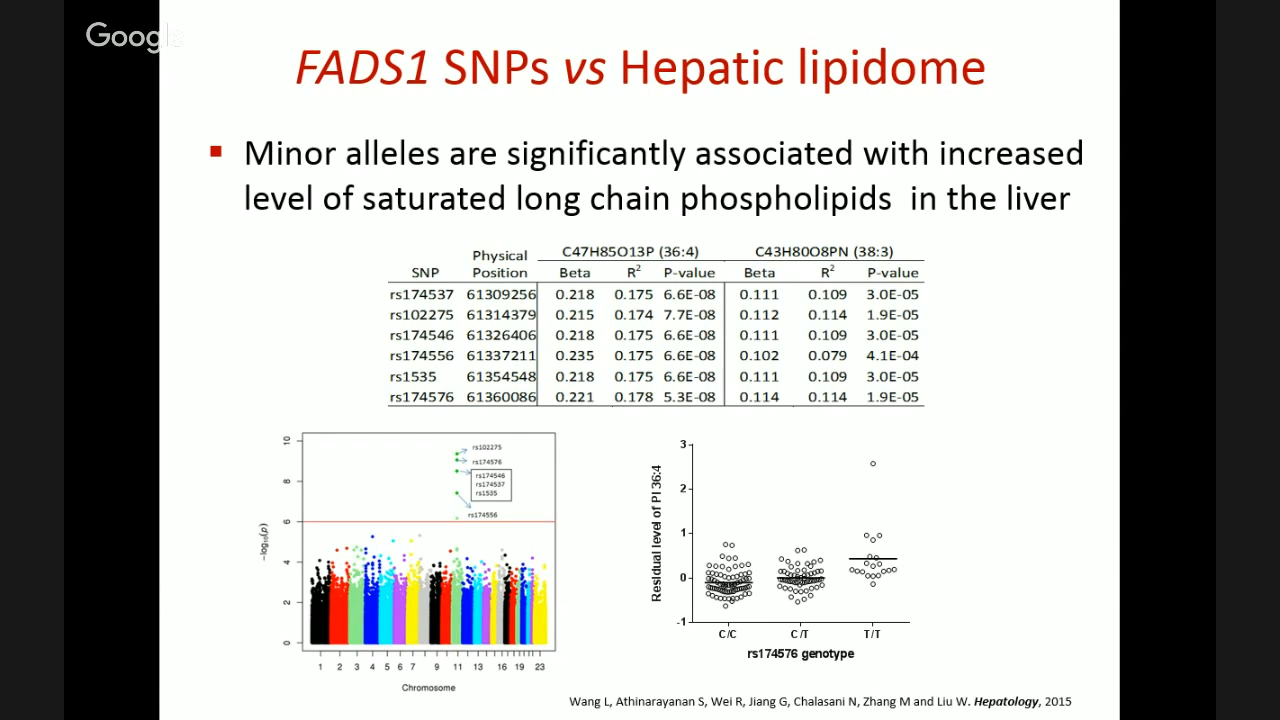 Google
FADS1 SNPs vs Hepatic lipidome
Minor alleles are significantly associated with increased
level of saturated long chain phospholipids in the liver
Physical C47H85O13P (36:4) C43H80O8PN (38:3)
SNP Position Beta R2 P-value Beta R2 P-value
rs174537 61309256 0.218 0.175 6.6E-08 0.111 0.109 3.0E-05
rs102275 61314379 0.215 0.174 7.7E-08 0.112 0.114 1.9E-05
rs174546 61326406 0.218 0.175 6.6E-08 0.111 0.109 3.0E-05
rs174556 61337211 0.235 0.175 6.6E-08 0.102 0.079 4.1E-04
rs1535 61354548 0.218 0.175 6.6E-08 0.111 0.109 3.0E-05
rs174576 61360086 0.221 0.178 5.3E-08 0.114 0.114 1.9E-05
10
8
6
4
2
0
-log10(p)
rs102275
rs174576
rs174546
rs174537
rs1535
rs174556
1 2 3 4 5 6 7 9 11 13 16 19 23
Chromosome
3
2
1
0
-1
Residual level of PI36:4
C/C C/T T/T
rs174576 genotype
Wang L, Athinarayanan S, Wei R, Jiang G, Chalasani N, Zhang M and Liu W. Hepatology, 2015